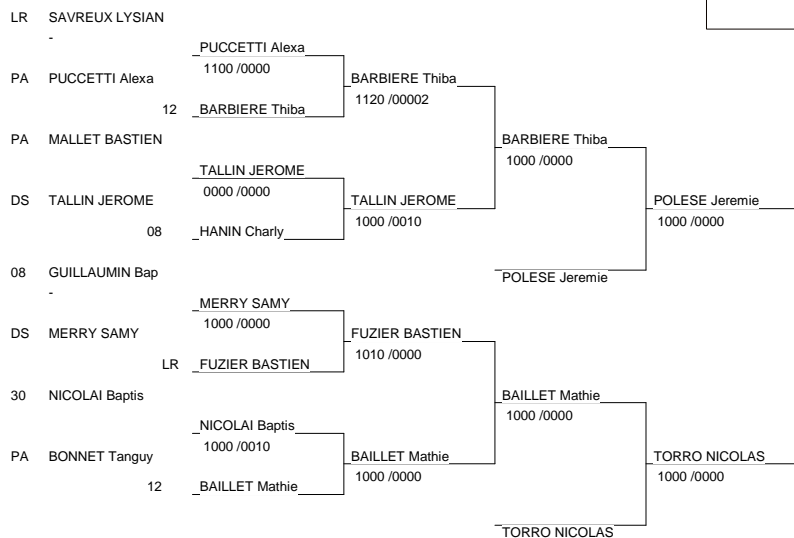 LR SAVREUX LYSIAN
-
PUCCETTI Alexa
1100 /0000
PA PUCCETTI Alexa
BARBIERE Thiba
1120 /00002
12 BARBIERE Thiba
PA MALLET BASTIEN
BARBIERE Thiba
1000 /0000
TALLIN JEROME
0000 /0000
DS TALLIN JEROME
TALLIN JEROME
1000 /0010
POLESE Jeremie
1000 /0000
08 HANIN Charly
08 GUILLAUMIN Bap
-
POLESE Jeremie
MERRY SAMY
1000 /0000
DS MERRY SAMY
FUZIER BASTIEN
1010 /0000
LR FUZIER BASTIEN
30 NICOLAI Baptis
BAILLET Mathie
1000 /0000
NICOLAI Baptis
1000 /0010
PA BONNET Tanguy
BAILLET Mathie
1000 /0000
TORRO NICOLAS
1000 /0000
12 BAILLET Mathie
TORRO NICOLAS